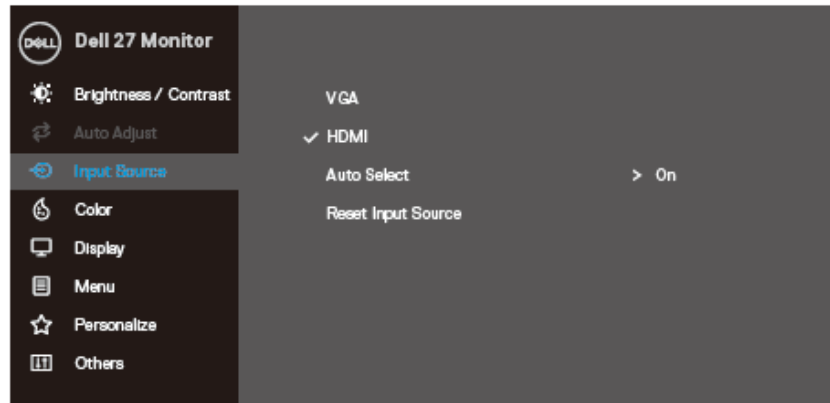 DELL
Dell 27 Monitor
Brightness / Contrast
Auto Adjust
Input Source
Color
Display
Menu
Personalize
Others
VGA
✓ HDMI
Auto Select > On
Reset Input Source